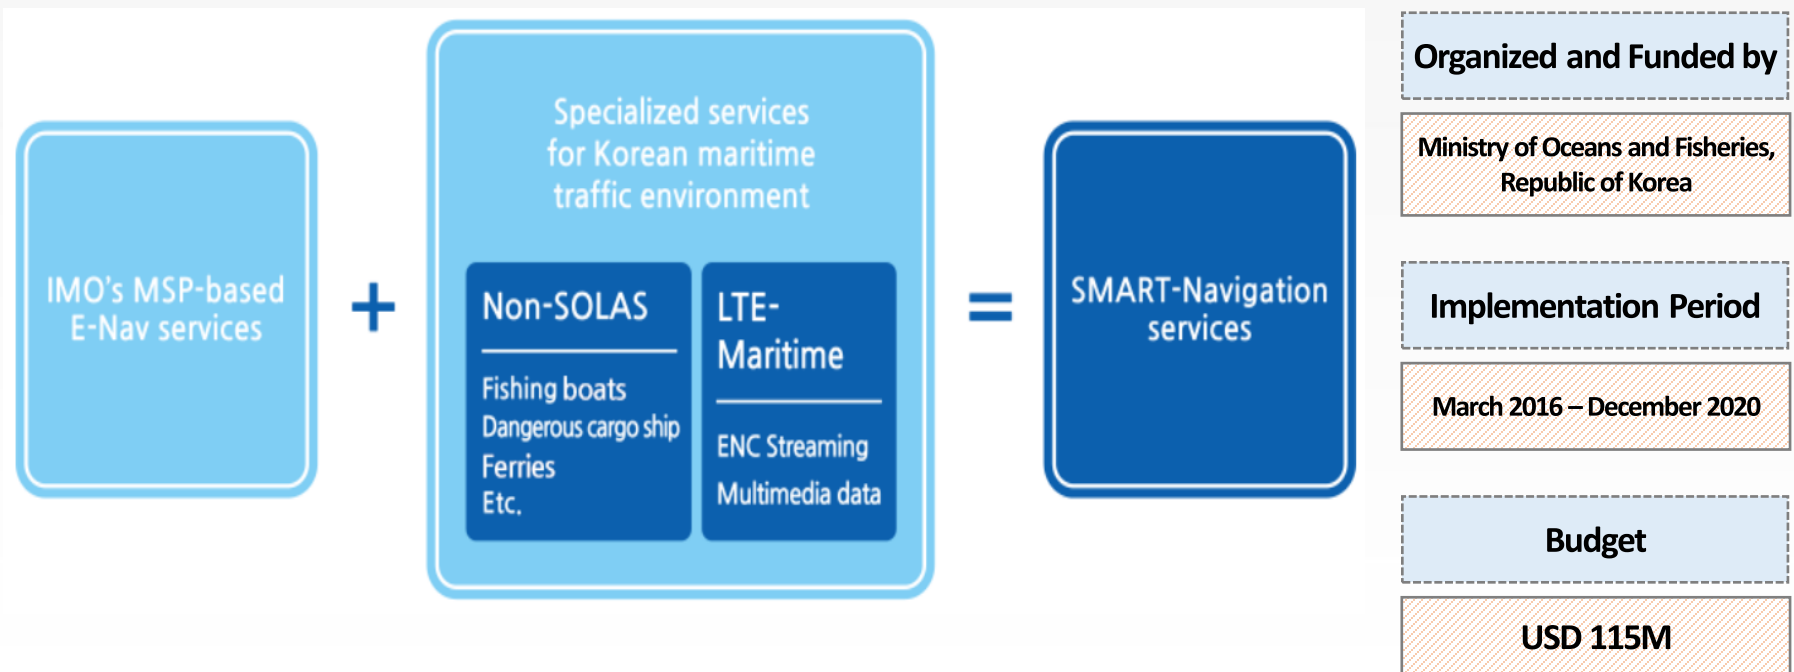 IMO's MSP-based
E-Nav services
+
Specialized services
for Korean maritime
traffic environment
Non-SOLAS
Fishing boats
Dangerous cargo ship
Ferries
Etc.
LTE-
Maritime
ENC Streaming
Multimedia data
=
SMART-Navigation
services
Organized and Funded by
Ministry of Oceans and Fisheries,
Republic of Korea
Implementation Period
March 2016 – December 2020
Budget
USD 115M